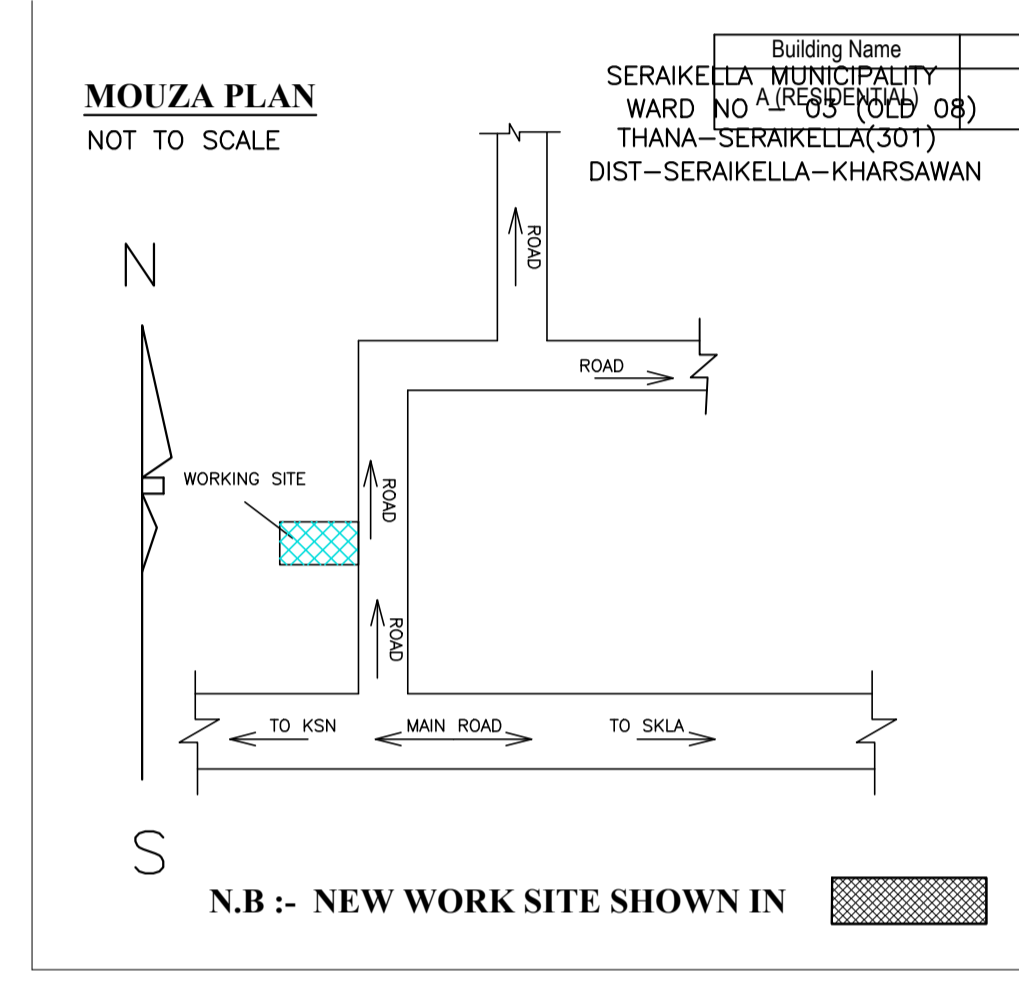 Building Name
A (RESIDENTIAL)
SERAIKELLA MUNICIPALITY
WARD NO - 03 (OLD 08)
THANA-SERAIKELLA(301)
DIST-SERAIKELLA-KHARSAWAN
MOUZA PLAN
NOT TO SCALE
N
ROAD
ROAD
WORKING SITE
ROAD
ROAD
TO KSN
MAIN ROAD
TO SKLA
S
N.B :- NEW WORK SITE SHOWN IN